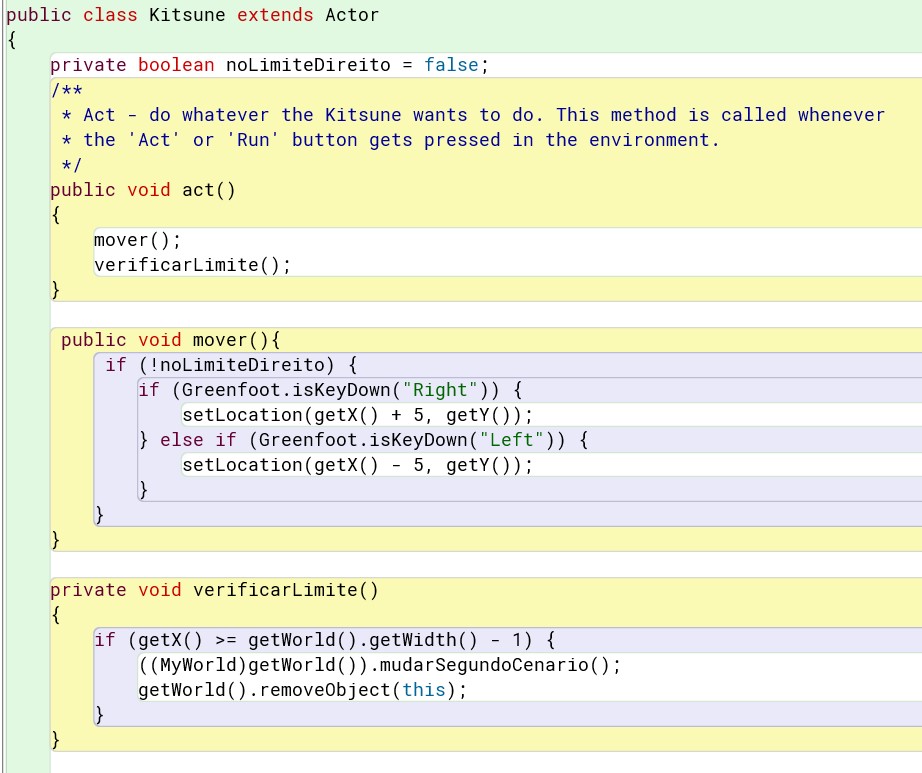 public class Kitsune extends Actor
{
    private boolean noLimiteDireito = false;
    /**
     * Act - do whatever the Kitsune wants to do. This method is called whenever
     * the 'Act' or 'Run' button gets pressed in the environment.
     */
    public void act()
    {
        mover();
        verificarLimite();
    }

     public void mover(){
         if (!noLimiteDireito) {
            if (Greenfoot.isKeyDown("Right")) {
                setLocation(getX() + 5, getY());
            } else if (Greenfoot.isKeyDown("Left")) {
                setLocation(getX() - 5, getY());
            }
        }
    }

    private void verificarLimite()
    {
        if (getX() >= getWorld().getWidth() - 1) {
            ((MyWorld)getWorld()).mudarSegundoCenario();
            getWorld().removeObject(this);
        }
    }